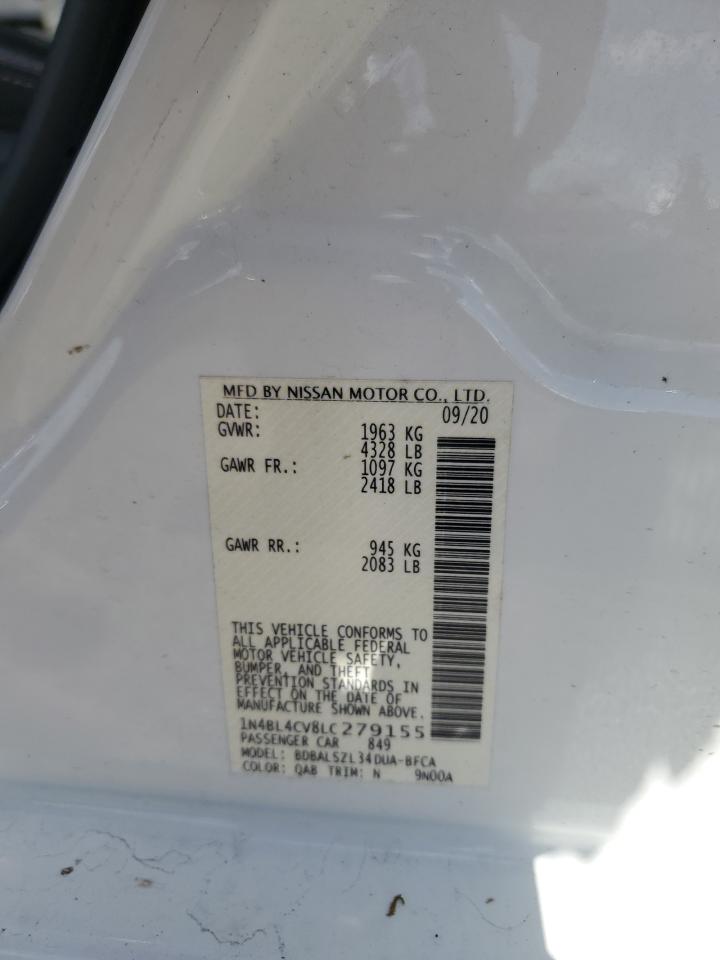 MFD BY NISSAN MOTOR CO., LTD.
DATE: 09/20
GVWR: 1963 KG
4328 LB
GAWR FR.: 1097 KG
2418 LB
GAWR RR.: 945 KG
2083 LB
THIS VEHICLE CONFORMS TO
ALL APPLICABLE FEDERAL
MOTOR VEHICLE SAFETY,
BUMPER, AND THEFT
PREVENTION STANDARDS IN
EFFECT ON THE DATE OF
MANUFACTURE SHOWN ABOVE.
1N4BL4CV8LC279155
PASSENGER CAR 849
MODEL: BDBALSZL34DUA-BFCA
COLOR: QAB TRIM: N 9N00A